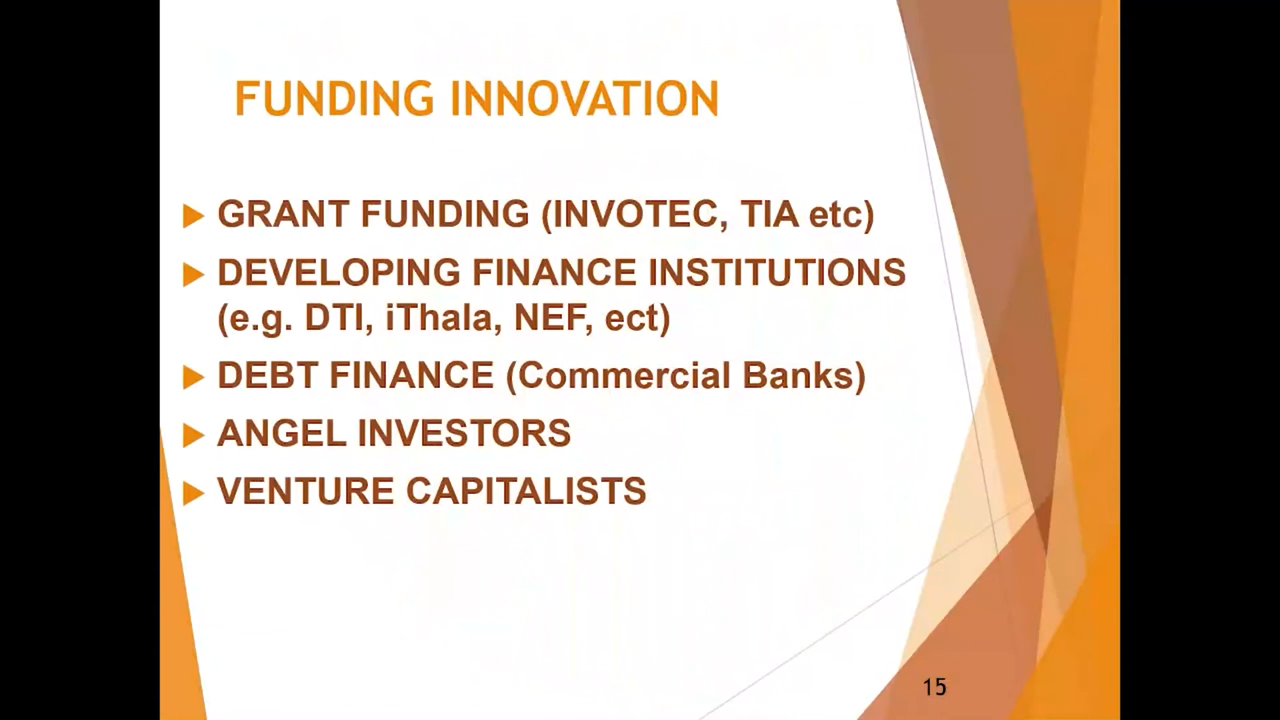 FUNDING INNOVATION
GRANT FUNDING (INVOTEC, TIA etc)
DEVELOPING FINANCE INSTITUTIONS
(e.g. DTI, iThala, NEF, ect)
DEBT FINANCE (Commercial Banks)
ANGEL INVESTORS
VENTURE CAPITALISTS
15